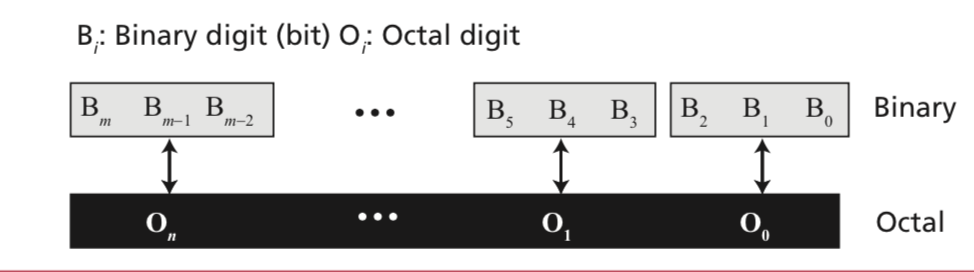 B_i: Binary digit (bit) O_i: Octal digit
B_m B_{m–1} B_{m–2} ••• B_5 B_4 B_3 B_2 B_1 B_0 Binary
O_n ••• O_1 O_0 Octal